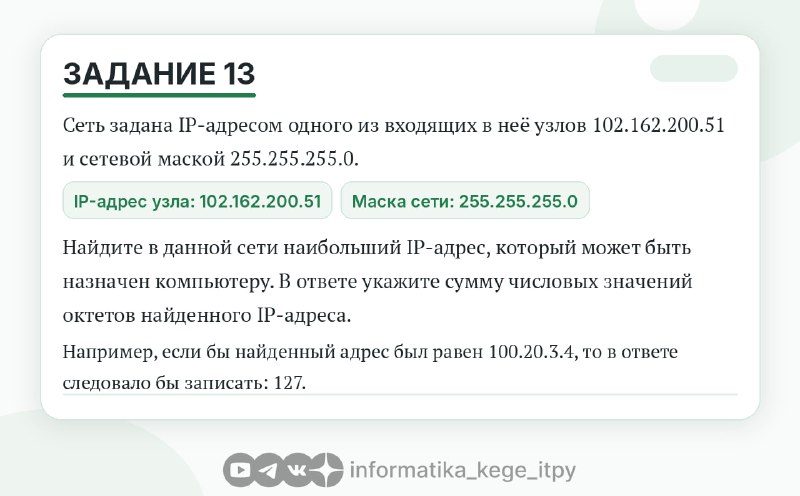 ЗАДАНИЕ 13
Сеть задана IP-адресом одного из входящих в неё узлов 102.162.200.51
и сетевой маской 255.255.255.0.
IP-адрес узла: 102.162.200.51 Маска сети: 255.255.255.0
Найдите в данной сети наибольший IP-адрес, который может быть
назначен компьютеру. В ответе укажите сумму числовых значений
октетов найденного IP-адреса.
Например, если бы найденный адрес был равен 100.20.3.4, то в ответе
следовало бы записать: 127.
informatika_kege_itpy